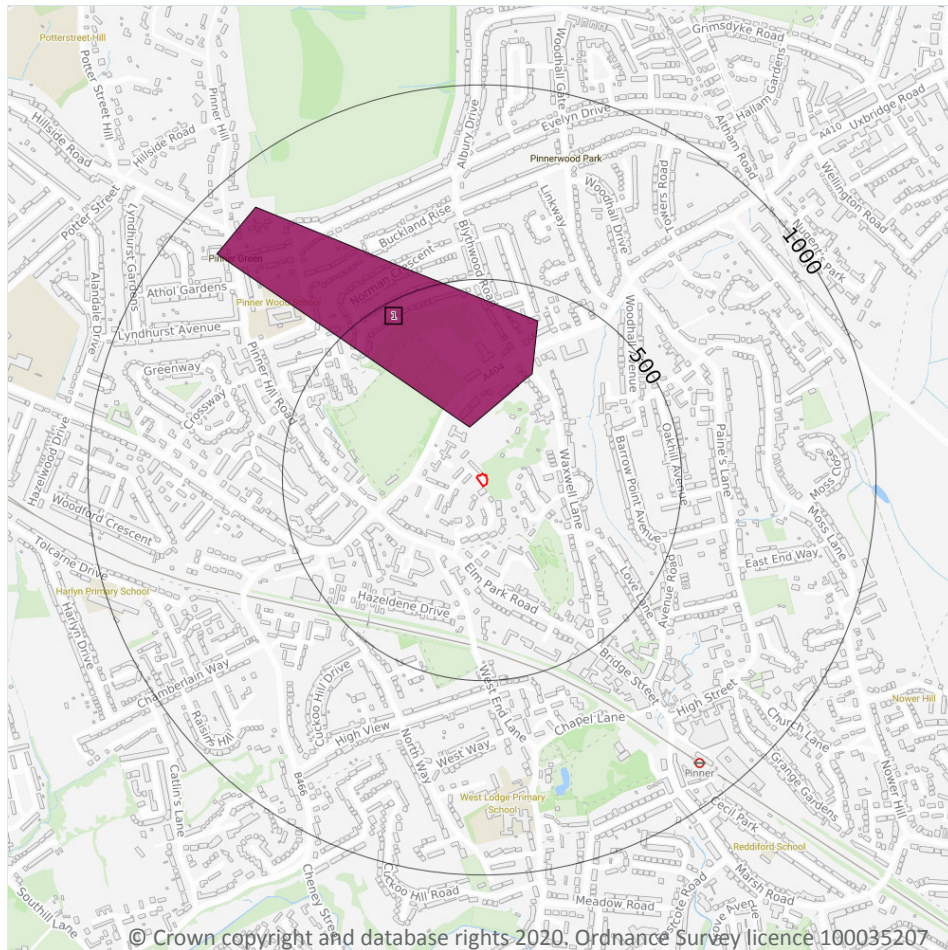 Potterstreet Hill
Potter Street Hill
Pinner Hill
Grimsdyke Road
Woodhall Gate
Hallam Gardens
Uxbridge Road
A410
Hillside Road
Hillside Road
Albury Drive
Evelyn Drive
Altham Road
Pinnerwood Park
Wellington Road
Potter Street
Lyndhurst Gardens
Buckland Rise
Linkway
Woodhall Drive
Towers Road
Nugent's Park
1000
Pinner Green
Norman Crescent
Blythwood Road
Allandale Drive
Athol Gardens
Pinner Wood School
1
Lyndhurst Avenue
Woodhall Avenue
500
Greenway
A404
Pinner Hill Road
Crossway
Hazelwood Drive
Waxwell Lane
Barrow Point Avenue
Oakhill Avenue
Paine's Lane
Moss Close
Woodford Crescent
Moss Lane
Tolcarne Drive
East End Way
Harlyn Primary School
Elm Park Road
Love Lane
Avenue Road
Hazeldene Drive
Harlyn Drive
Chamberlain Way
Bridge Street
Cuckoo Hill Drive
West End Lane
High Street
Nower Hill
Raisins Hill
High View
North Way
Chapel Lane
Church Lane
West Way
Pinner
Grange Gardens
Catlin's Lane
B466
West Lodge Primary
School
Nower Hill
Cecil Park
Reddiford School
Marsh Road
Southill Lane
Cheney Street
Cuckoo Hill Road
Meadow Road
© Crown copyright and database rights 2020. Ordnance Survey licence 100035207